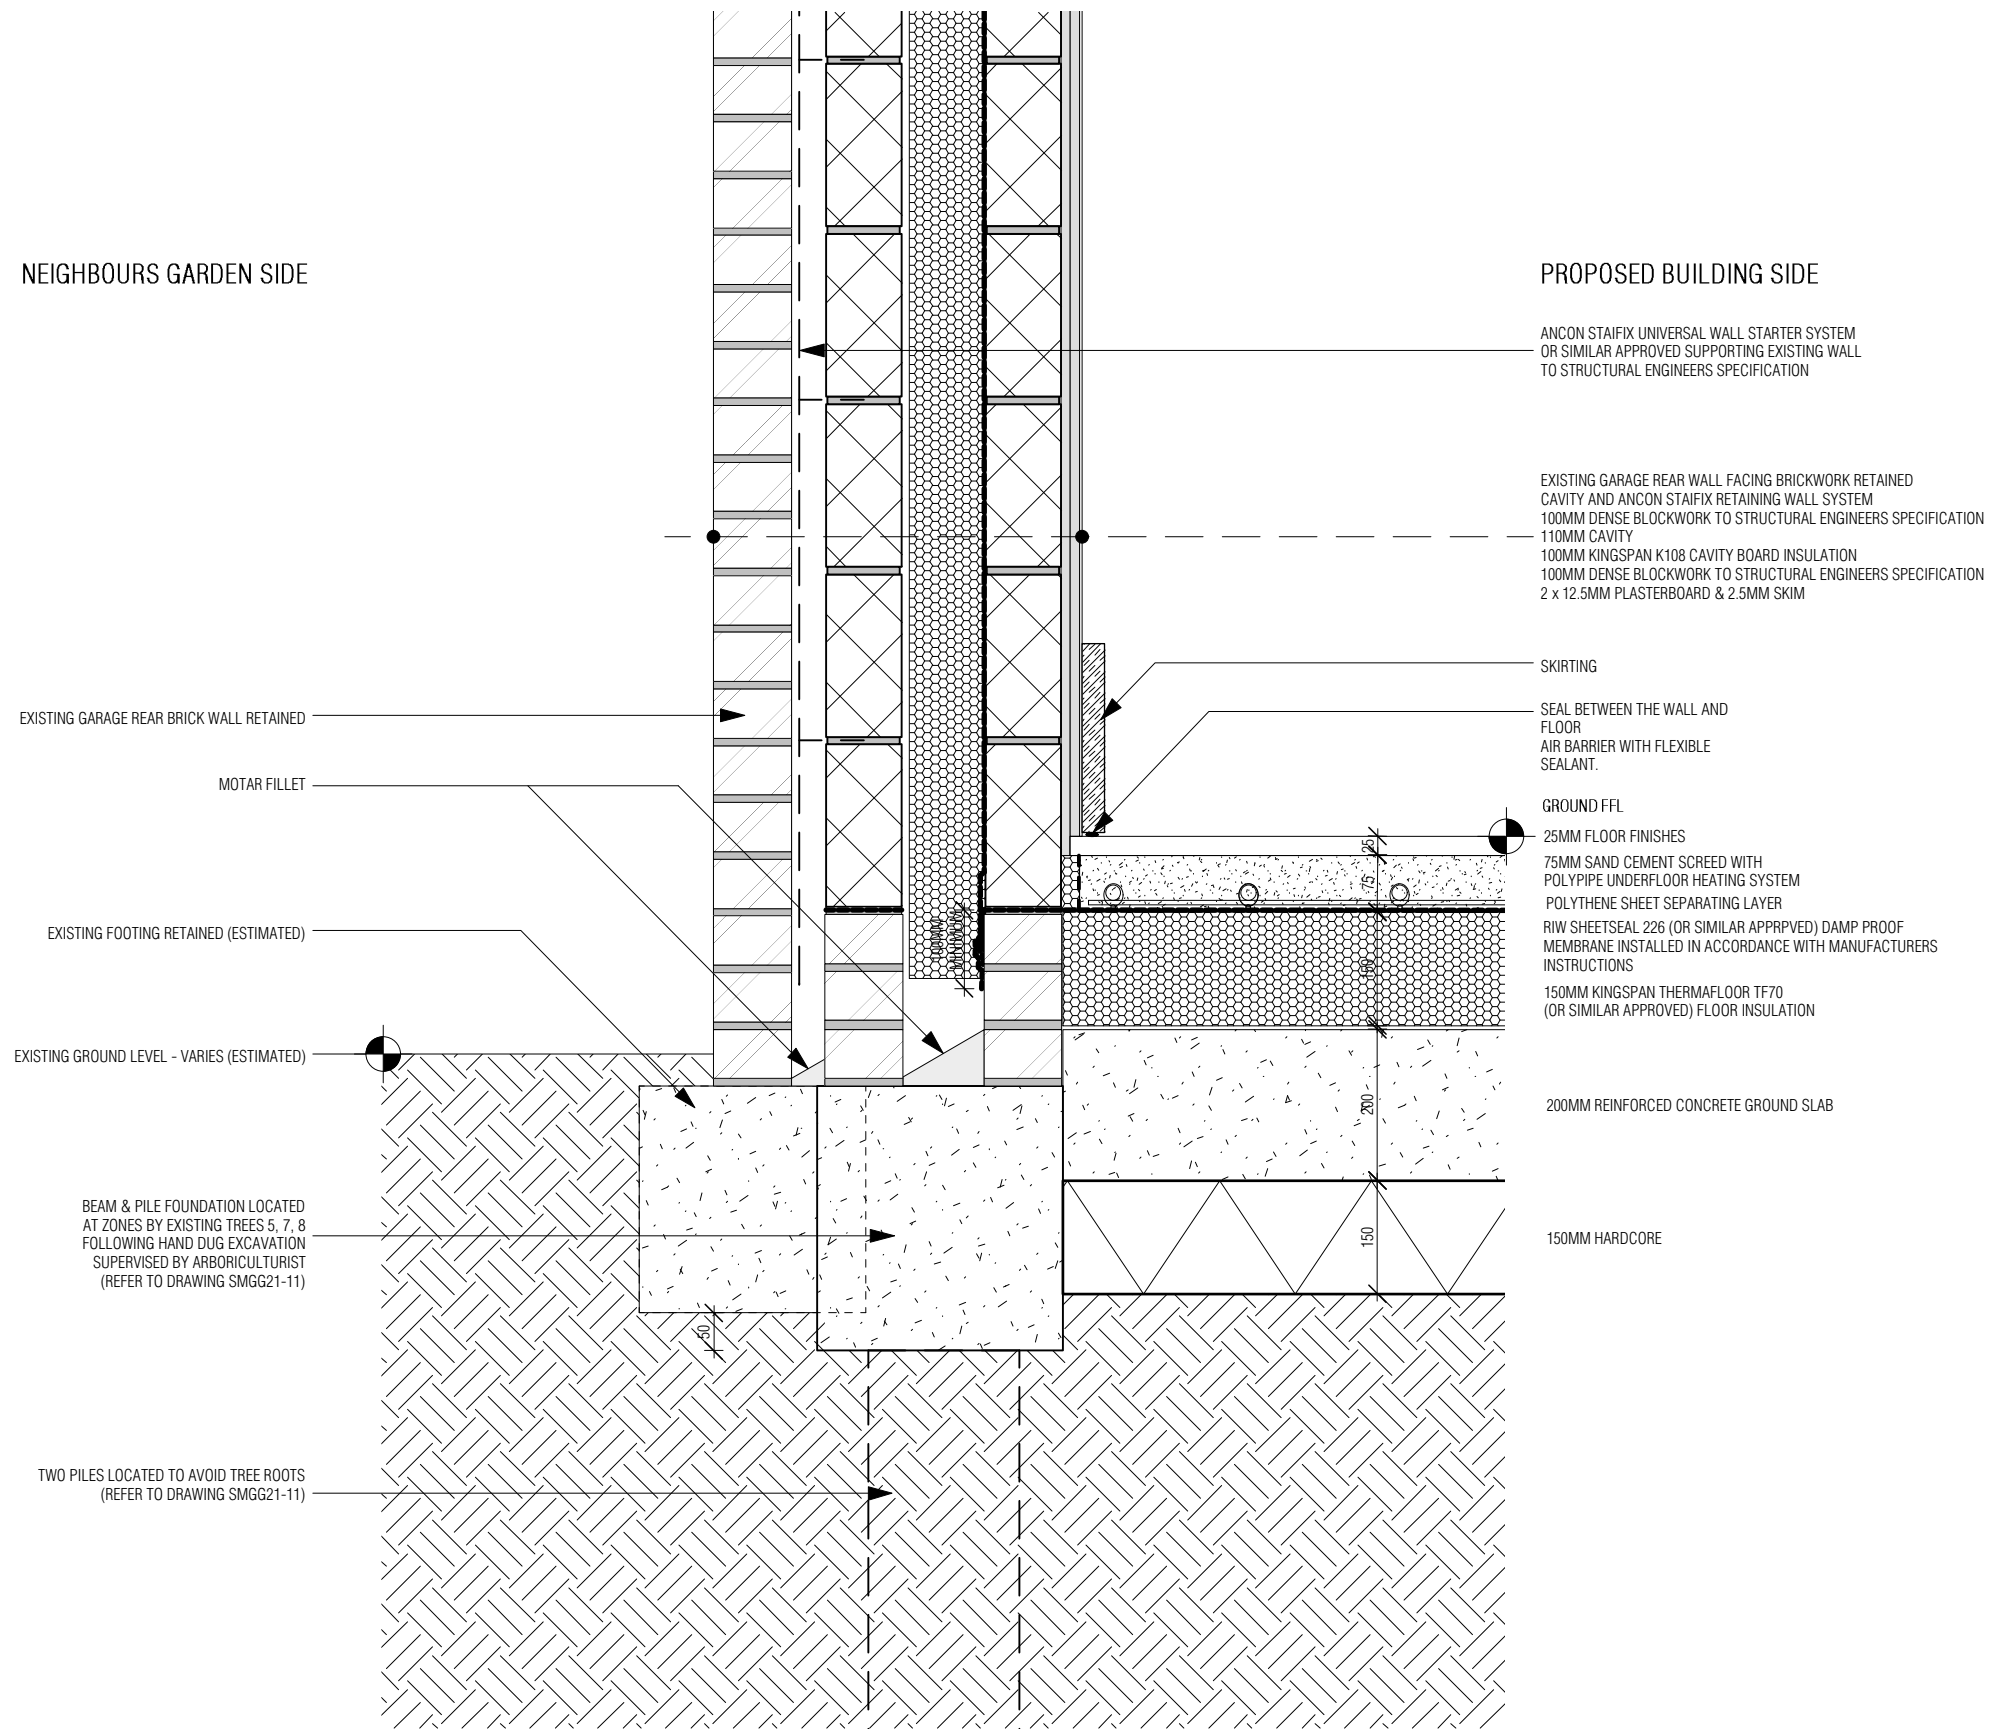 NEIGHBOURS GARDEN SIDE
EXISTING GARAGE REAR BRICK WALL RETAINED
MOTAR FILLET
EXISTING FOOTING RETAINED (ESTIMATED)
EXISTING GROUND LEVEL - VARIES (ESTIMATED)
BEAM & PILE FOUNDATION LOCATED
AT ZONES BY EXISTING TREES 5, 7, 8
FOLLOWING HAND DUG EXCAVATION
SUPERVISED BY ARBORICULTURIST
(REFER TO DRAWING SMGG21-11)
TWO PILES LOCATED TO AVOID TREE ROOTS
(REFER TO DRAWING SMGG21-11)
100MM
MINIMUM
50
25
75
150
200
150
PROPOSED BUILDING SIDE
ANCON STAIFIX UNIVERSAL WALL STARTER SYSTEM
OR SIMILAR APPROVED SUPPORTING EXISTING WALL
TO STRUCTURAL ENGINEERS SPECIFICATION
EXISTING GARAGE REAR WALL FACING BRICKWORK RETAINED
CAVITY AND ANCON STAIFIX RETAINING WALL SYSTEM
100MM DENSE BLOCKWORK TO STRUCTURAL ENGINEERS SPECIFICATION
110MM CAVITY
100MM KINGSPAN K108 CAVITY BOARD INSULATION
100MM DENSE BLOCKWORK TO STRUCTURAL ENGINEERS SPECIFICATION
2 x 12.5MM PLASTERBOARD & 2.5MM SKIM
SKIRTING
SEAL BETWEEN THE WALL AND
FLOOR
AIR BARRIER WITH FLEXIBLE
SEALANT.
GROUND FFL
25MM FLOOR FINISHES
75MM SAND CEMENT SCREED WITH
POLYPIPE UNDERFLOOR HEATING SYSTEM
POLYTHENE SHEET SEPARATING LAYER
RIW SHEETSEAL 226 (OR SIMILAR APPRPVED) DAMP PROOF
MEMBRANE INSTALLED IN ACCORDANCE WITH MANUFACTURERS
INSTRUCTIONS
150MM KINGSPAN THERMAFLOOR TF70
(OR SIMILAR APPROVED) FLOOR INSULATION
200MM REINFORCED CONCRETE GROUND SLAB
150MM HARDCORE